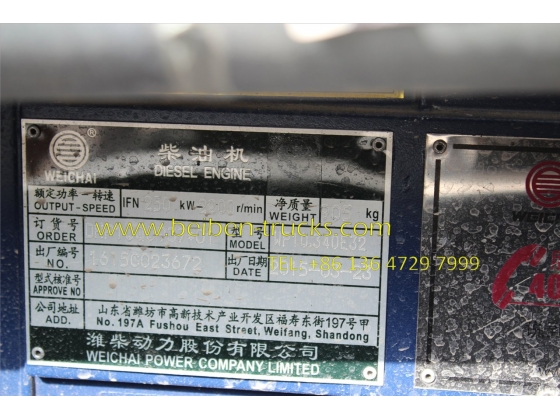 WEICHAI ®
柴油机
DIESEL ENGINE
额定功率一转速
OUTPUT-SPEED
IFN kW- r/min
净质量
WEIGHT
kg
订货号
ORDER
型号
MODEL
WP10.340E32
www.beiben-trucks.com
出厂编号
NO.
出厂日期
DATE
TEL: +86 136 4729 7999
型式核准号
APPROVE NO
公司地址
ADD.
山东省潍坊市高新技术产业开发区福寿东街197号甲
No.197A Fushou East Street, Weifang, Shandong
潍柴动力股份有限公司
WEICHAI POWER COMPANY LIMITED
WEICHAI